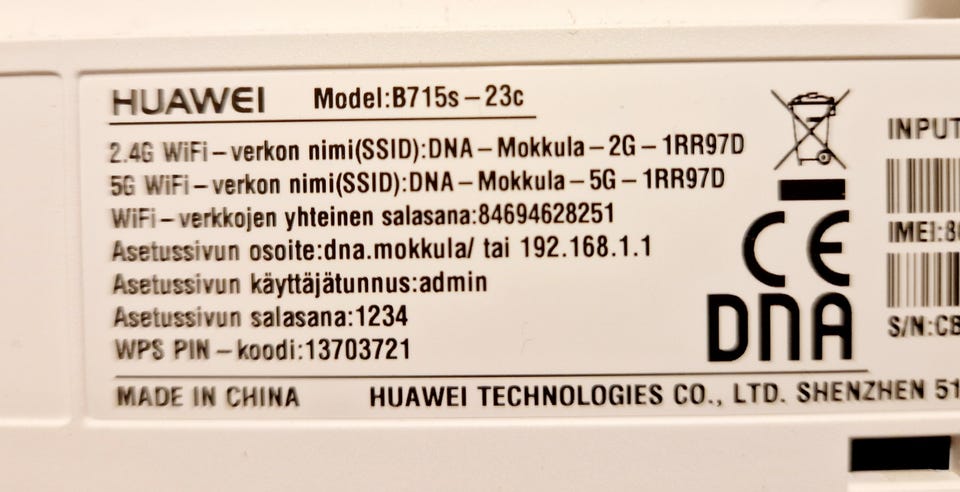 HUAWEI Model:B715s-23c
2.4G WiFi-verkon nimi(SSID):DNA-Mokkula-2G-1RR97D
5G WiFi-verkon nimi(SSID):DNA-Mokkula-5G-1RR97D
WiFi-verkkojen yhteinen salasana:84694628251
Asetussivun osoite:dna.mokkula/ tai 192.168.1.1
Asetussivun käyttäjätunnus:admin
Asetussivun salasana:1234
WPS PIN-koodi:13703721
MADE IN CHINA HUAWEI TECHNOLOGIES CO., LTD. SHENZHEN 51
CE
DNA
INPUT
IMEI:8
S/N:CB